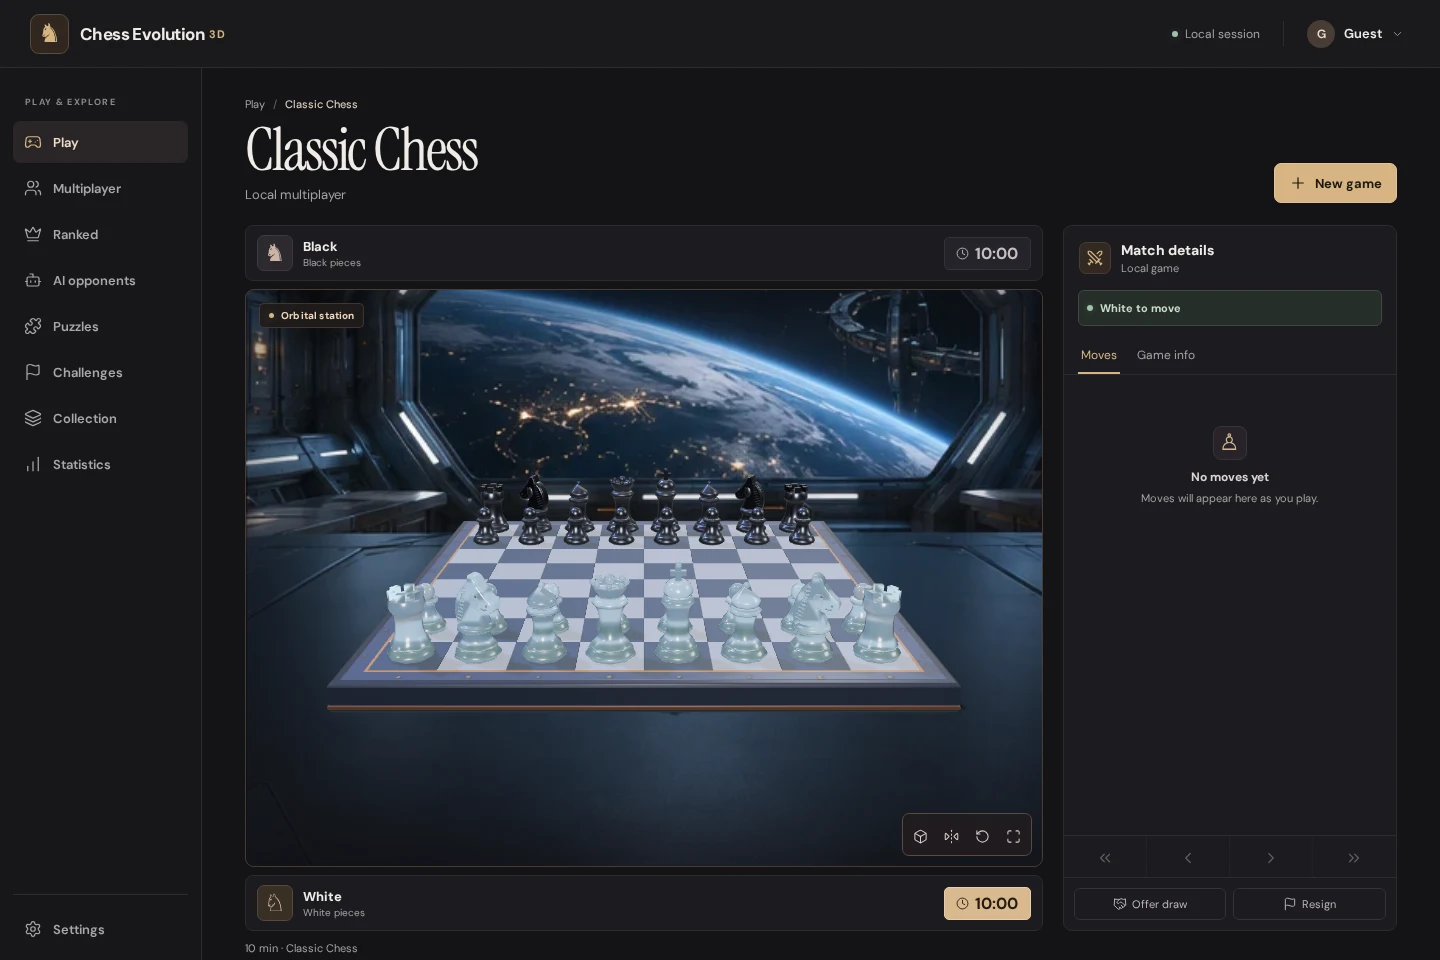 Chess Evolution 3D
Local session
G
Guest
PLAY & EXPLORE
Play
Multiplayer
Ranked
AI opponents
Puzzles
Challenges
Collection
Statistics
Settings
Play / Classic Chess
Classic Chess
Local multiplayer
New game
Black
Black pieces
10:00
Orbital station
White
White pieces
10:00
10 min · Classic Chess
Match details
Local game
White to move
Moves
Game info
No moves yet
Moves will appear here as you play.
Offer draw
Resign